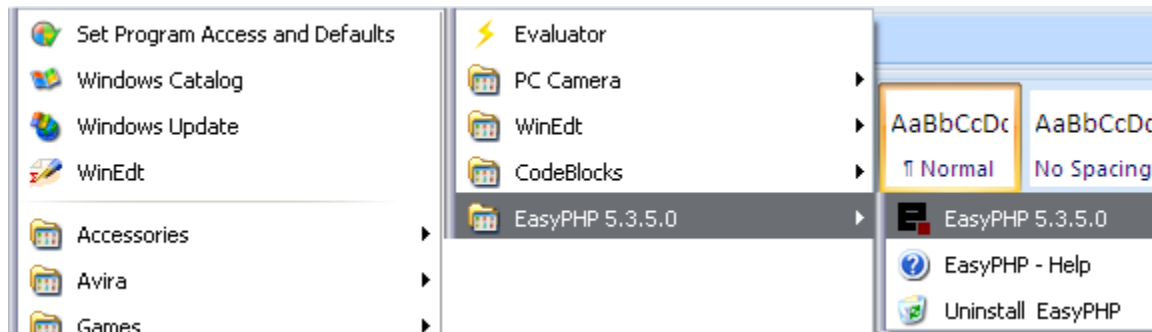 Set Program Access and Defaults
Windows Catalog
Windows Update
WinEdt
Accessories
Avira
Games
Evaluator
PC Camera
WinEdt
CodeBlocks
EasyPHP 5.3.5.0
AaBbCcDc AaBbCcDc
¶ Normal No Spacing
EasyPHP 5.3.5.0
EasyPHP - Help
Uninstall EasyPHP